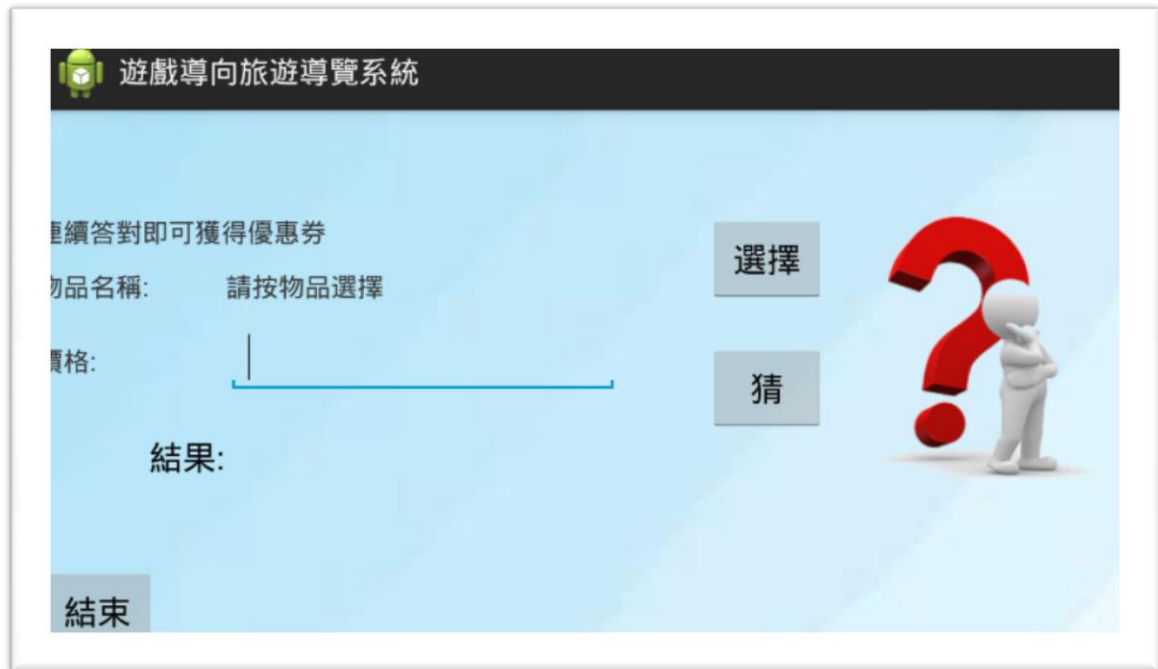 遊戲導向旅遊導覽系統
連續答對即可獲得優惠券
物品名稱: 請按物品選擇
選擇
價格:
猜
結果:
結束